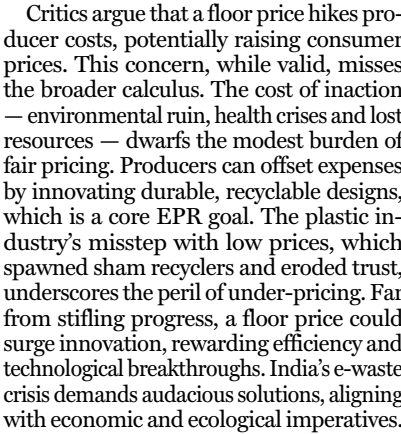 Critics argue that a floor price hikes pro-
ducer costs, potentially raising consumer
prices. This concern, while valid, misses
the broader calculus. The cost of inaction
— environmental ruin, health crises and lost
resources — dwarfs the modest burden of
fair pricing. Producers can offset expenses
by innovating durable, recyclable designs,
which is a core EPR goal. The plastic in-
dustry’s misstep with low prices, which
spawned sham recyclers and eroded trust,
underscores the peril of under-pricing. Far
from stifling progress, a floor price could
surge innovation, rewarding efficiency and
technological breakthroughs. India’s e-waste
crisis demands audacious solutions, aligning
with economic and ecological imperatives.